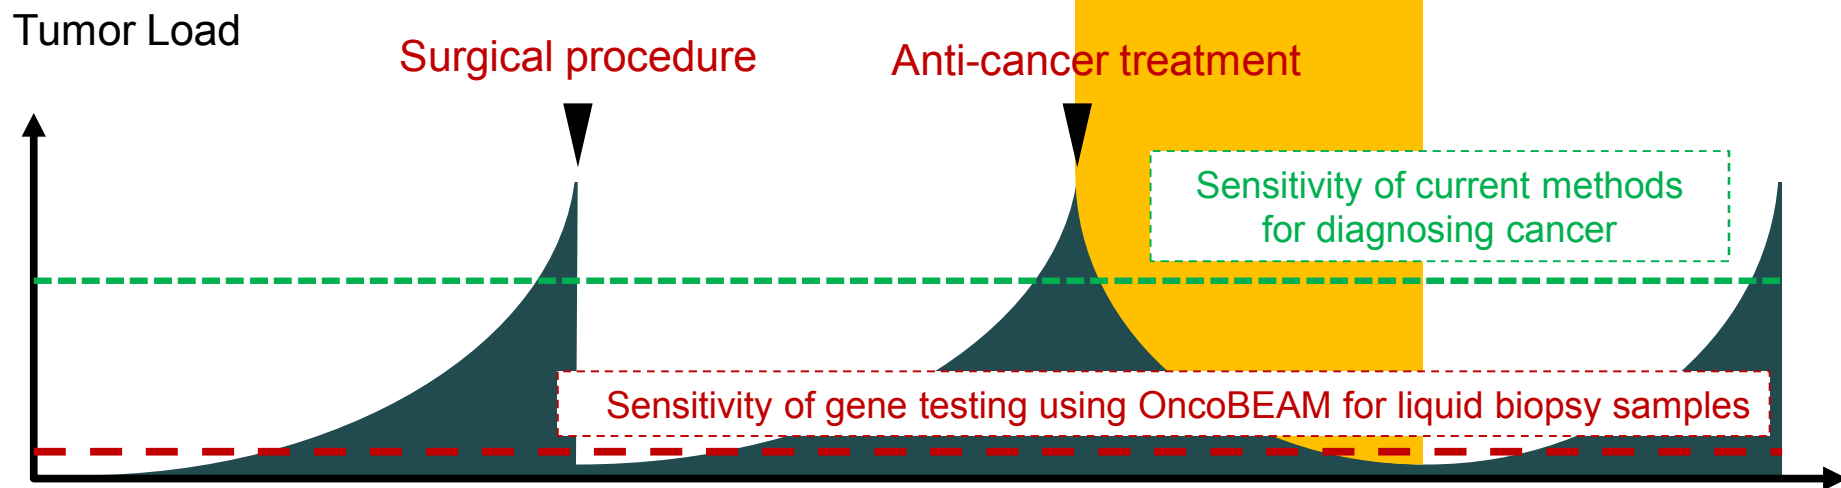 Tumor Load
Surgical procedure
Anti-cancer treatment
Sensitivity of current methods
for diagnosing cancer
Sensitivity of gene testing using OncoBEAM for liquid biopsy samples